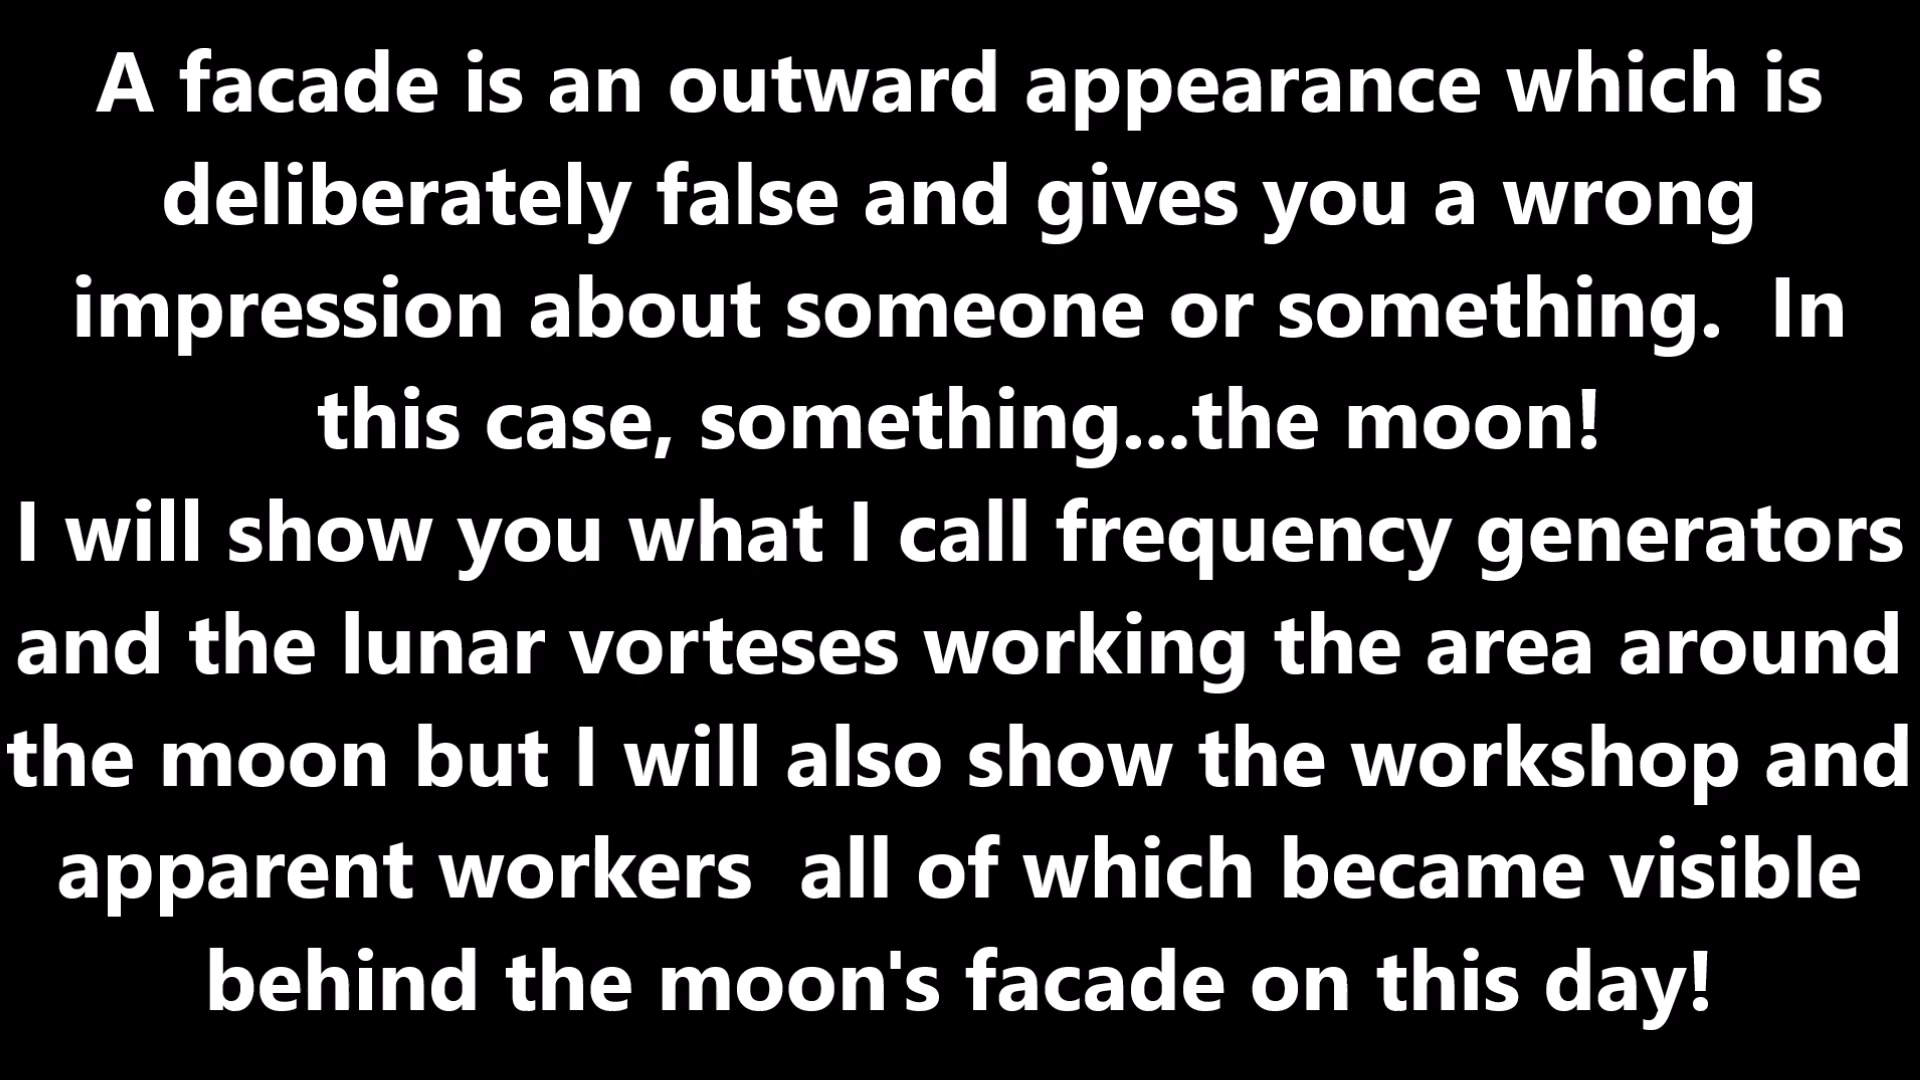 A facade is an outward appearance which is
deliberately false and gives you a wrong
impression about someone or something.  In
this case, something...the moon!
I will show you what I call frequency generators
and the lunar vorteses working the area around
the moon but I will also show the workshop and
apparent workers  all of which became visible
behind the moon's facade on this day!